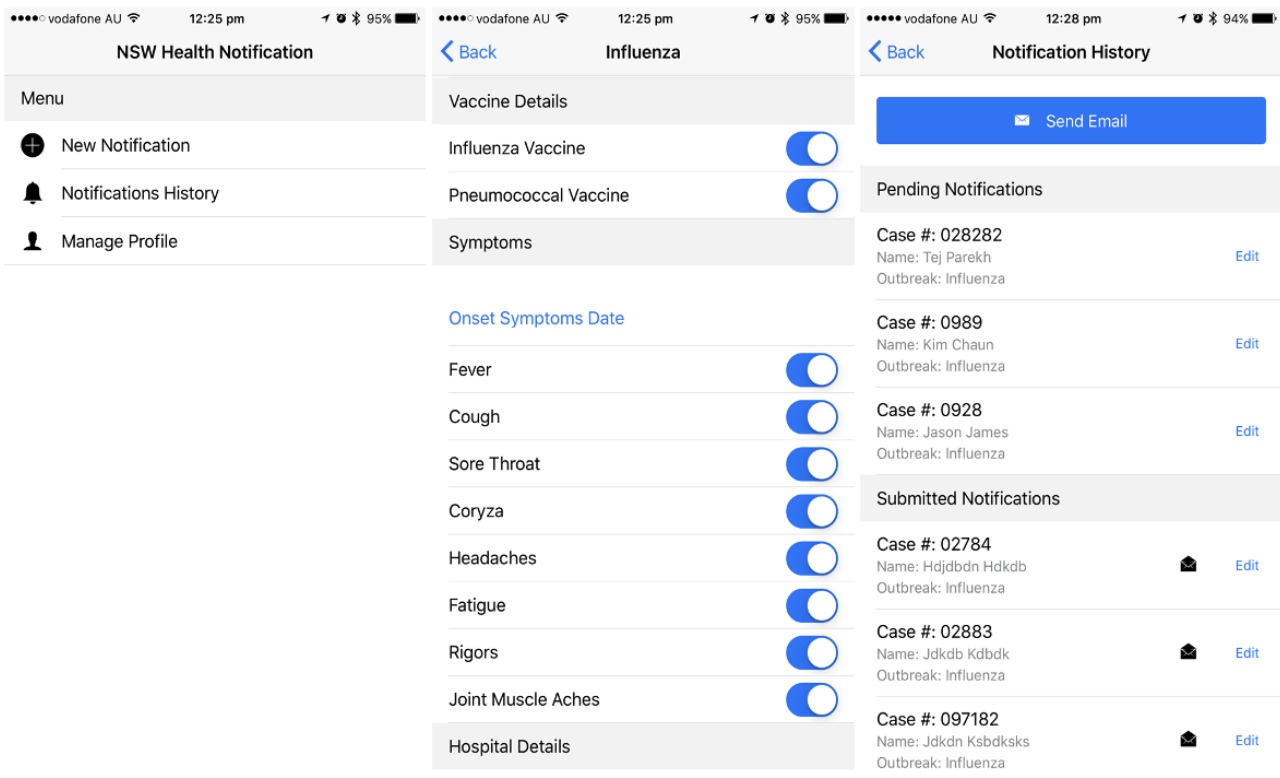 vodafone AU 12:25 pm 95%
NSW Health Notification
Menu
New Notification
Notifications History
Manage Profile
vodafone AU 12:25 pm 95%
Back Influenza
Vaccine Details
Influenza Vaccine
Pneumococcal Vaccine
Symptoms
Onset Symptoms Date
Fever
Cough
Sore Throat
Coryza
Headaches
Fatigue
Rigors
Joint Muscle Aches
Hospital Details
vodafone AU 12:28 pm 94%
Back Notification History
Send Email
Pending Notifications
Case #: 028282
Name: Tej Parekh
Edit
Outbreak: Influenza
Case #: 0989
Name: Kim Chaun
Edit
Outbreak: Influenza
Case #: 0928
Name: Jason James
Edit
Outbreak: Influenza
Submitted Notifications
Case #: 02784
Name: Hdjdbdn Hdkdb
Edit
Outbreak: Influenza
Case #: 02883
Name: Jdkdb Kdbdk
Edit
Outbreak: Influenza
Case #: 097182
Name: Jdkdn Ksbdksks
Edit
Outbreak: Influenza